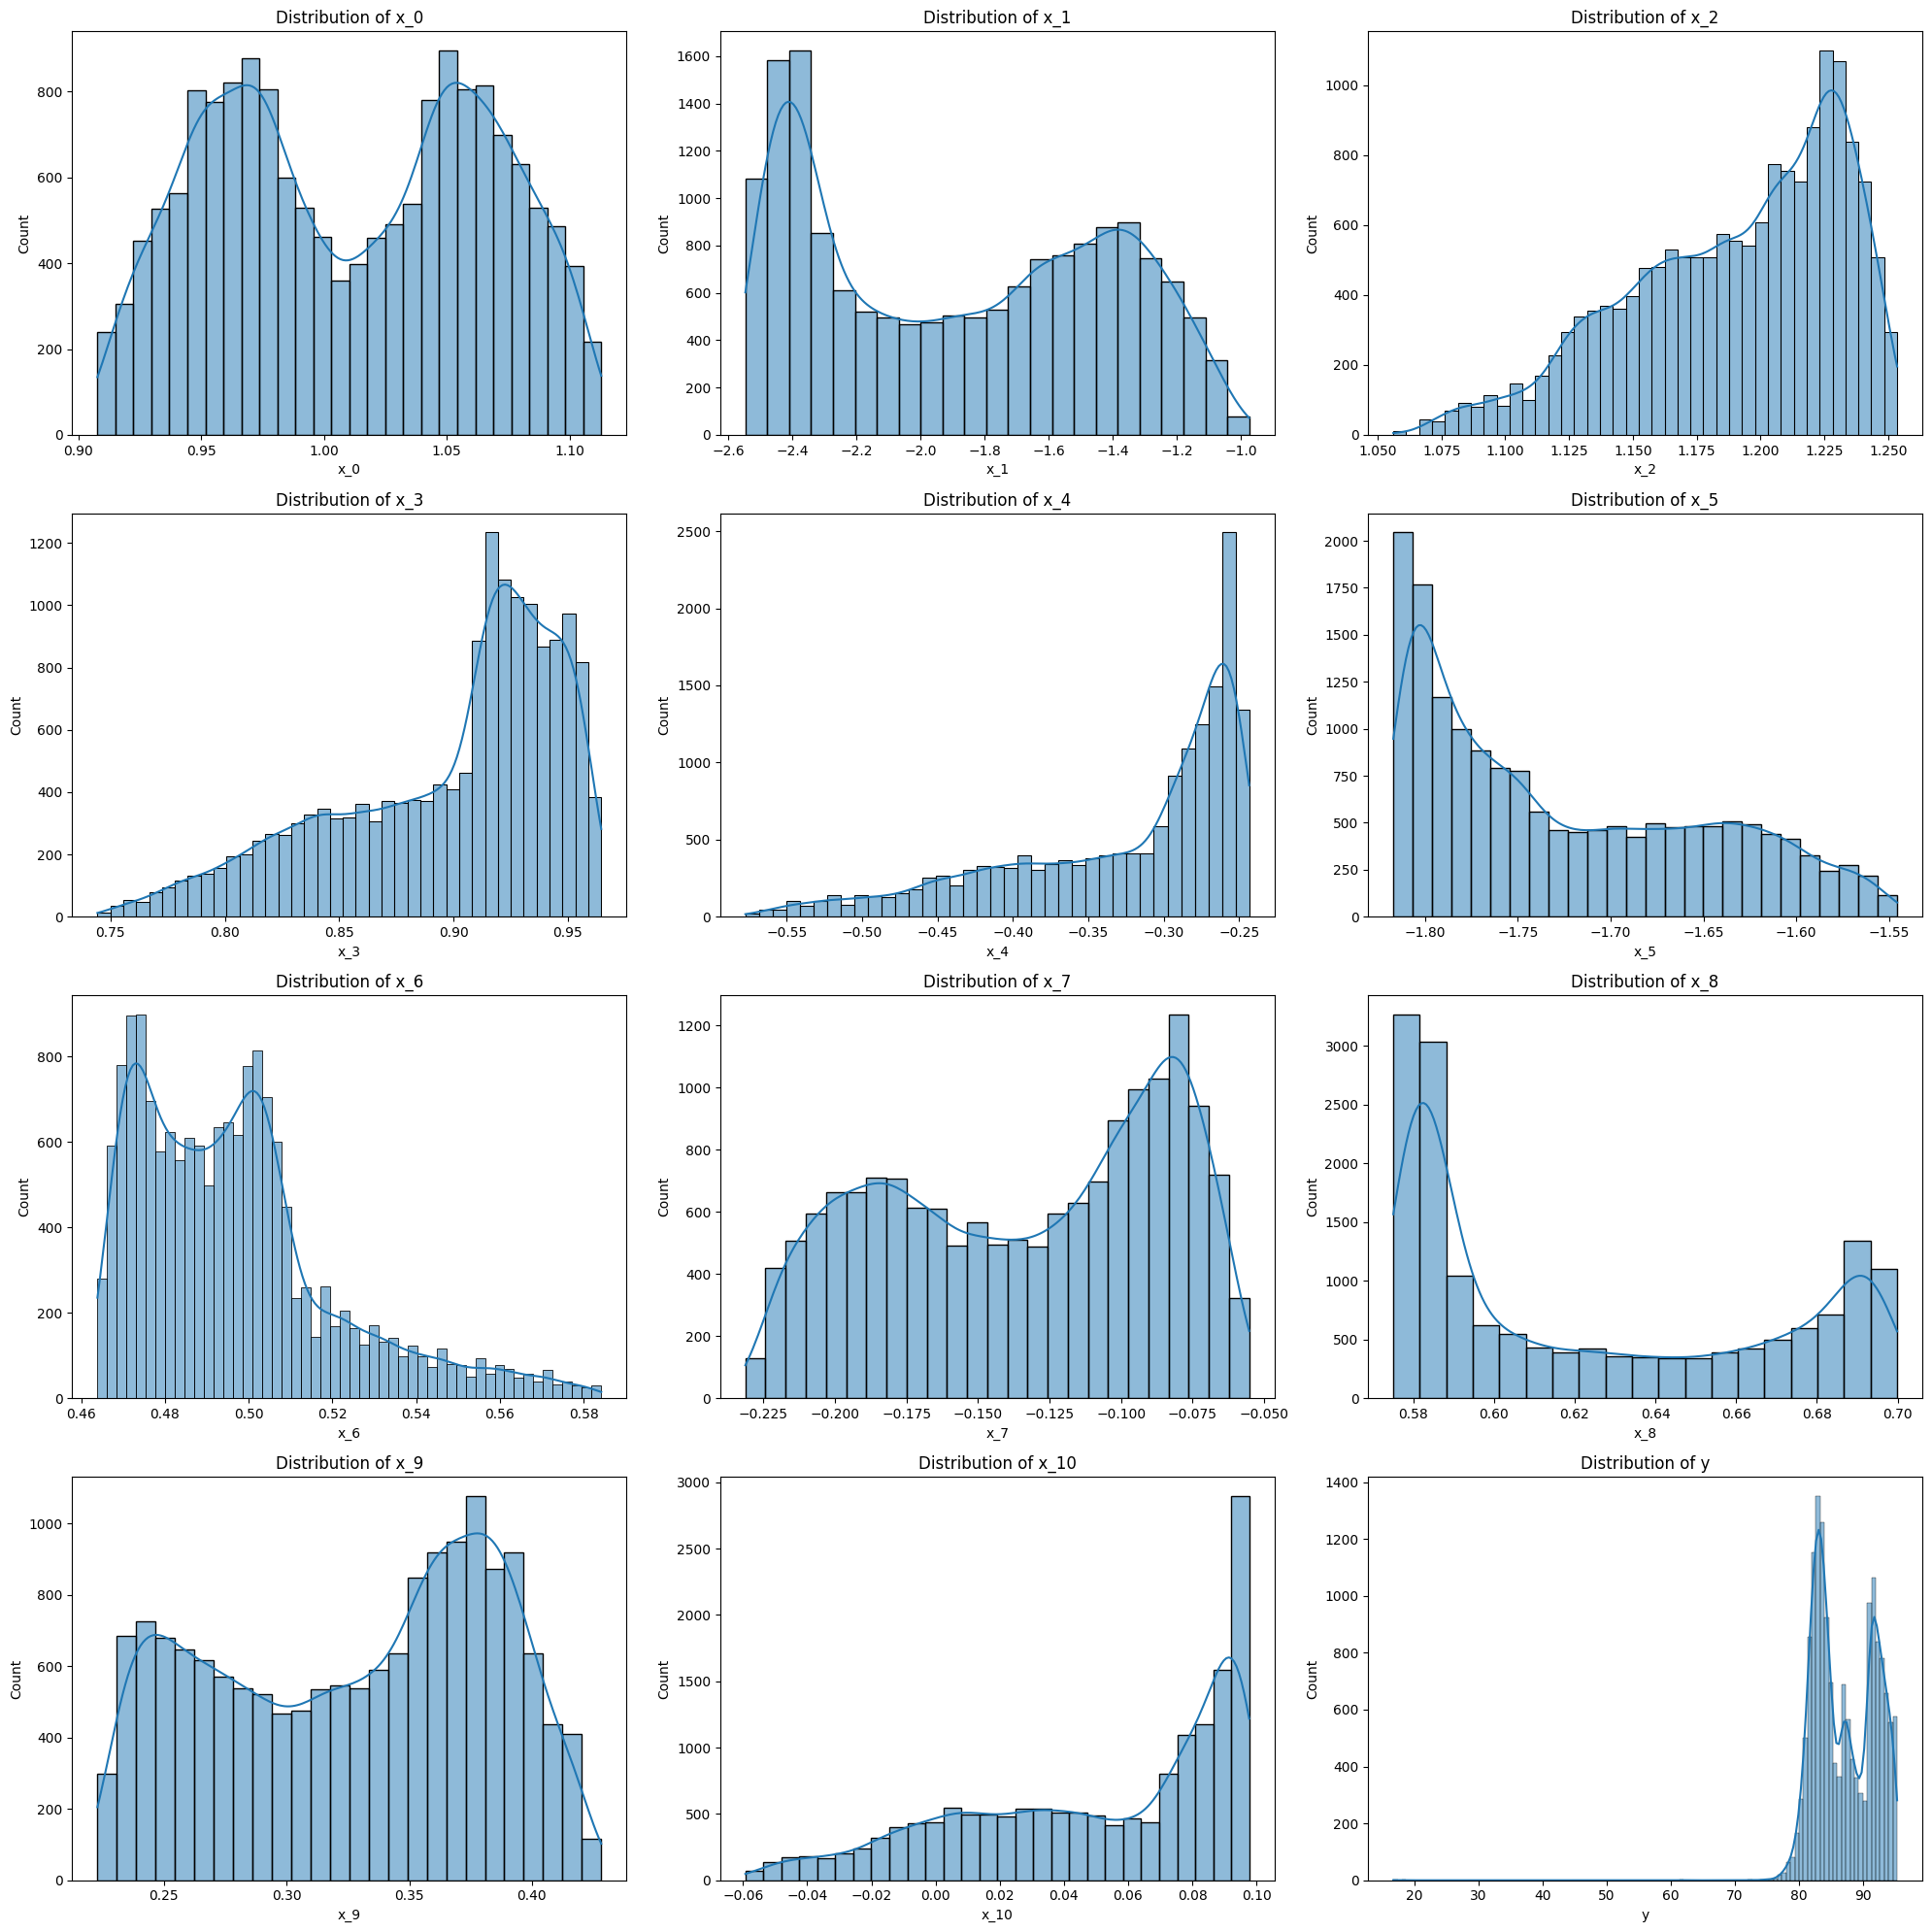 Distribution of x_0
Count
0
200
400
600
800
0.90 0.95 1.00 1.05 1.10
x_0
Distribution of x_1
Count
0
200
400
600
800
1000
1200
1400
1600
−2.6 −2.4 −2.2 −2.0 −1.8 −1.6 −1.4 −1.2 −1.0
x_1
Distribution of x_2
Count
0
200
400
600
800
1000
1.050 1.075 1.100 1.125 1.150 1.175 1.200 1.225 1.250
x_2
Distribution of x_3
Count
0
200
400
600
800
1000
1200
0.75 0.80 0.85 0.90 0.95
x_3
Distribution of x_4
Count
0
500
1000
1500
2000
2500
−0.55 −0.50 −0.45 −0.40 −0.35 −0.30 −0.25
x_4
Distribution of x_5
Count
0
250
500
750
1000
1250
1500
1750
2000
−1.80 −1.75 −1.70 −1.65 −1.60 −1.55
x_5
Distribution of x_6
Count
0
200
400
600
800
0.46 0.48 0.50 0.52 0.54 0.56 0.58
x_6
Distribution of x_7
Count
0
200
400
600
800
1000
1200
−0.225 −0.200 −0.175 −0.150 −0.125 −0.100 −0.075 −0.050
x_7
Distribution of x_8
Count
0
500
1000
1500
2000
2500
3000
0.58 0.60 0.62 0.64 0.66 0.68 0.70
x_8
Distribution of x_9
Count
0
200
400
600
800
1000
0.25 0.30 0.35 0.40
x_9
Distribution of x_10
Count
0
500
1000
1500
2000
2500
3000
−0.06 −0.04 −0.02 0.00 0.02 0.04 0.06 0.08 0.10
x_10
Distribution of y
Count
0
200
400
600
800
1000
1200
1400
20 30 40 50 60 70 80 90
y